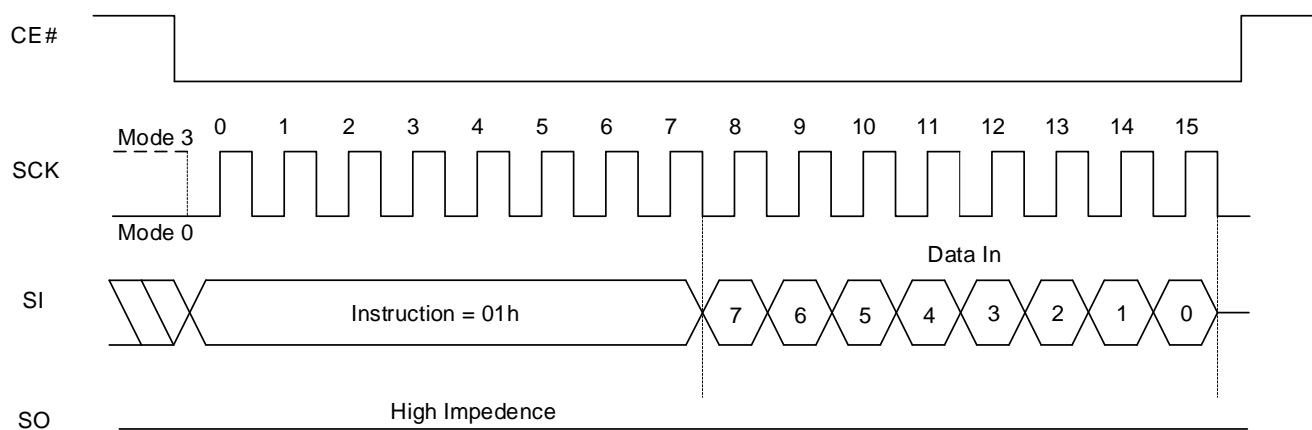 CE#
Mode 3
0 1 2 3 4 5 6 7 8 9 10 11 12 13 14 15
SCK
Mode 0
Data In
SI
Instruction = 01h
7 6 5 4 3 2 1 0
High Impedence
SO